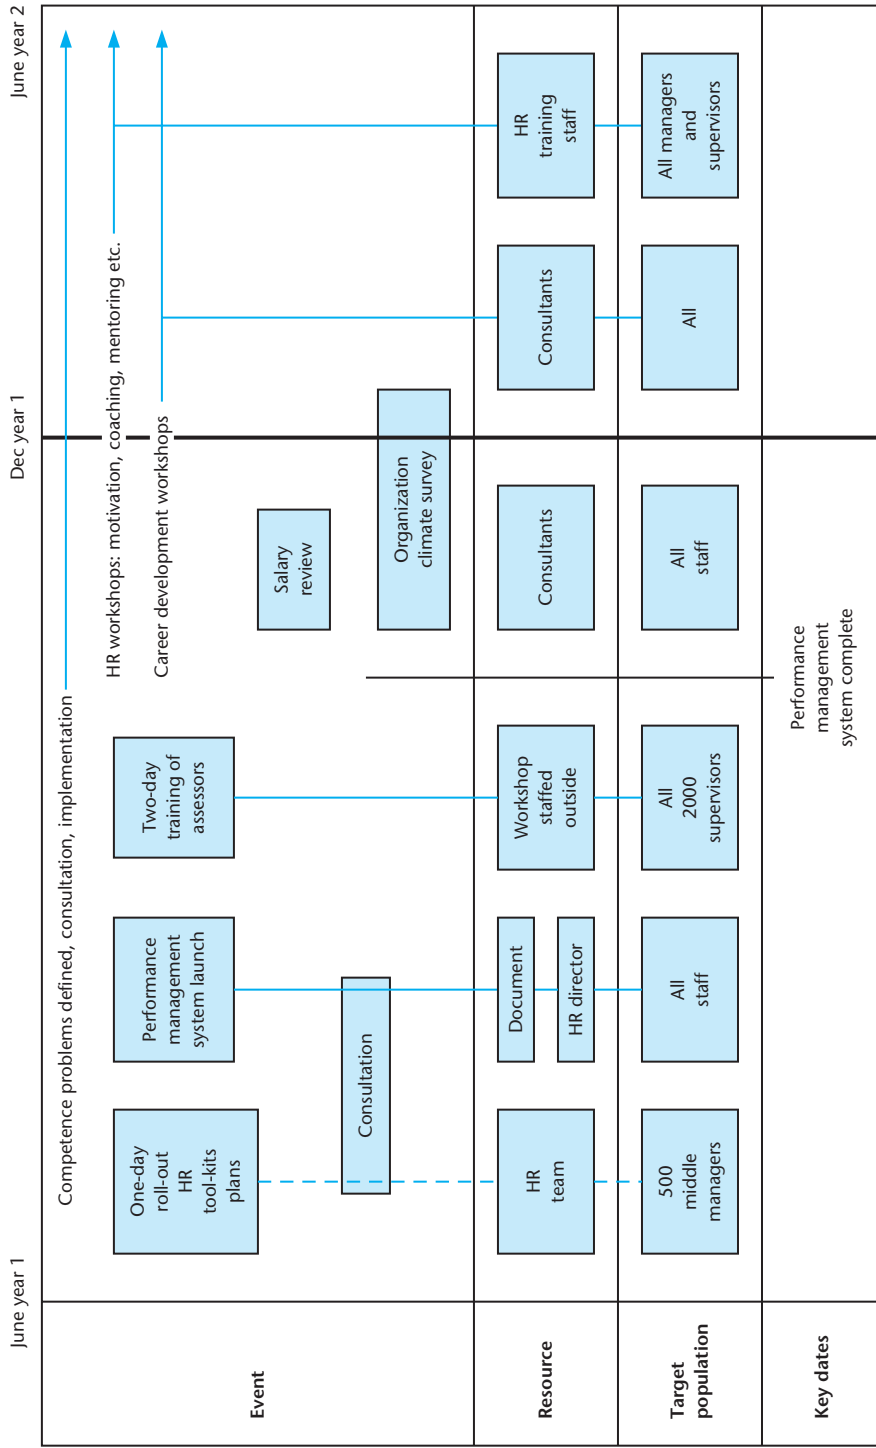 June year 1
Dec year 1
June year 2
Event
Competence problems defined, consultation, implementation
HR workshops: motivation, coaching, mentoring etc.
Career development workshops
One-day
roll-out
HR
tool-kits
plans
Performance
management
system launch
Two-day
training of
assessors
Consultation
Salary
review
Organization
climate survey
Resource
HR
team
Document
HR director
Workshop
staffed
outside
Consultants
Consultants
HR
training
staff
Target
population
500
middle
managers
All
staff
All
2000
supervisors
All
staff
All
All managers
and
supervisors
Key dates
Performance
management
system complete